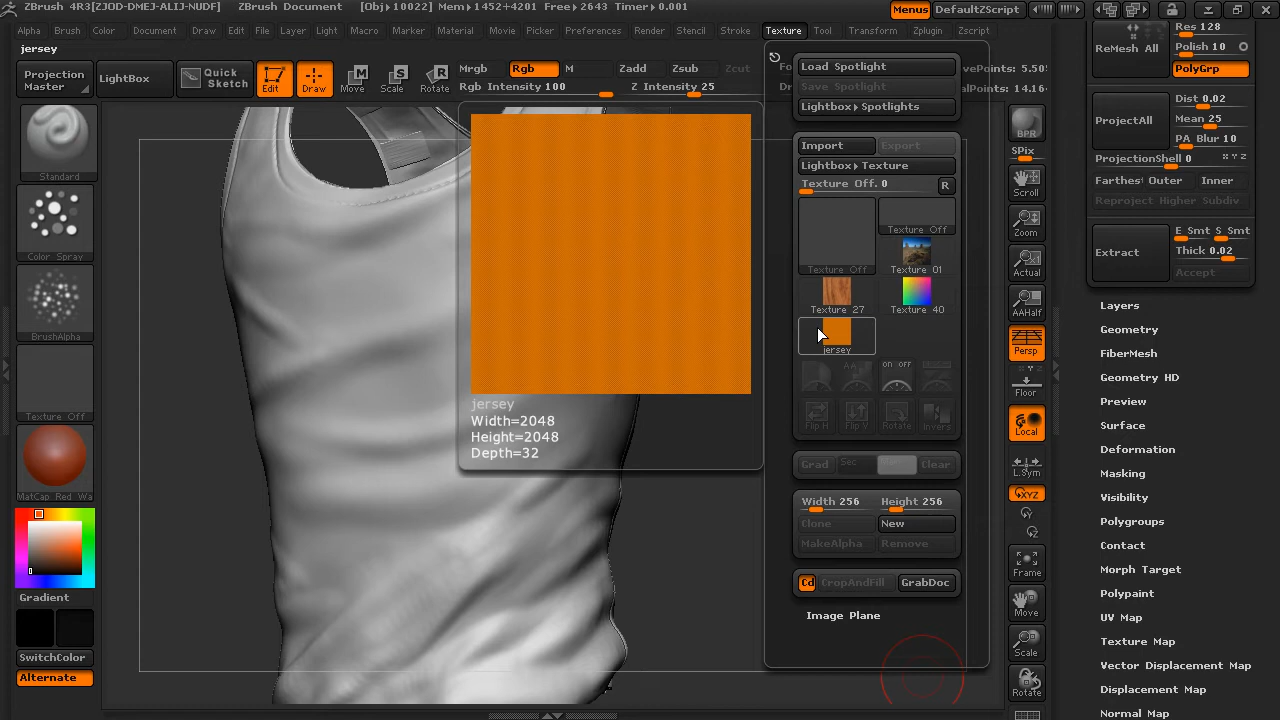 ZBrush 4R3[ZJOD-DMEJ-ALIJ-NUDF] ZBrush Document [Obj▸10022] Mem▸1452+4201 Free▸2643 Timer▸0.001 Menus DefaultZScript
Alpha Brush Color Document Draw Edit File Layer Light Macro Marker Material Movie Picker Preferences Render Stencil Stroke Texture Tool Transform Zplugin Zscript
jersey
Projection Master
LightBox
Quick Sketch
Edit
Draw
Move
Scale
Rotate
Mrgb Rgb M Zadd Zsub Zcut
Rgb Intensity 100 Z Intensity 25
Standard
Color Spray
BrushAlpha
Texture Off
MatCap Red Wa
Gradient
SwitchColor
Alternate
jersey
Width=2048
Height=2048
Depth=32
Load Spotlight
Save Spotlight
Lightbox▸Spotlights
Import Export
Lightbox▸Texture
Texture Off. 0 R
Texture Off
Texture Off
Texture 01
Texture 27 Texture 40
jersey
on off
Flip H Flip V Rotate Invers
Grad Sec Clear
Width 256 Height 256
Clone New
MakeAlpha Remove
Cd CropAndFill GrabDoc
Image Plane
BPR
SPix
Scroll
Zoom
Actual
AAHalf
Persp
Floor
Local
L.Sym
XYZ
Frame
Move
Scale
Rotate
ReMesh All
Res 128
Polish 10
PolyGrp
ProjectAll
Dist 0.02
Mean 25
PA Blur 10
ProjectionShell 0 X Y Z
Farthest Outer Inner
Reproject Higher Subdiv
Extract
E Smt 5 S Smt
Thick 0.02
Accept
Layers
Geometry
FiberMesh
Geometry HD
Preview
Surface
Deformation
Masking
Visibility
Polygroups
Contact
Morph Target
Polypaint
UV Map
Texture Map
Vector Displacement Map
Displacement Map
Normal Map